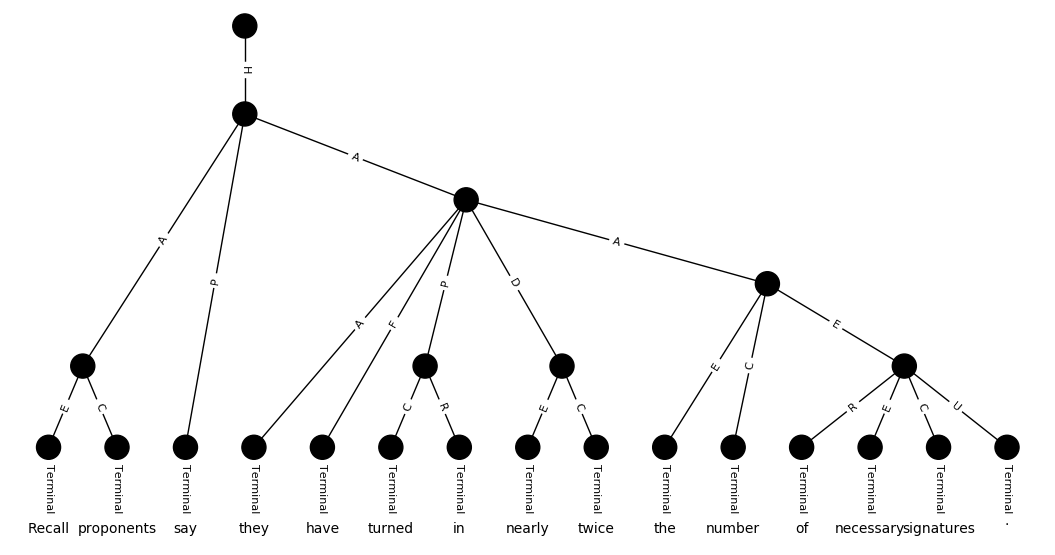 H
A
A
P
A
A
F
P
D
E
C
E
E
C
C
R
E
C
R
E
C
U
Terminal Terminal Terminal Terminal Terminal Terminal Terminal Terminal Terminal Terminal Terminal Terminal Terminal Terminal Terminal
Recall proponents say they have turned in nearly twice the number of necessary signatures .